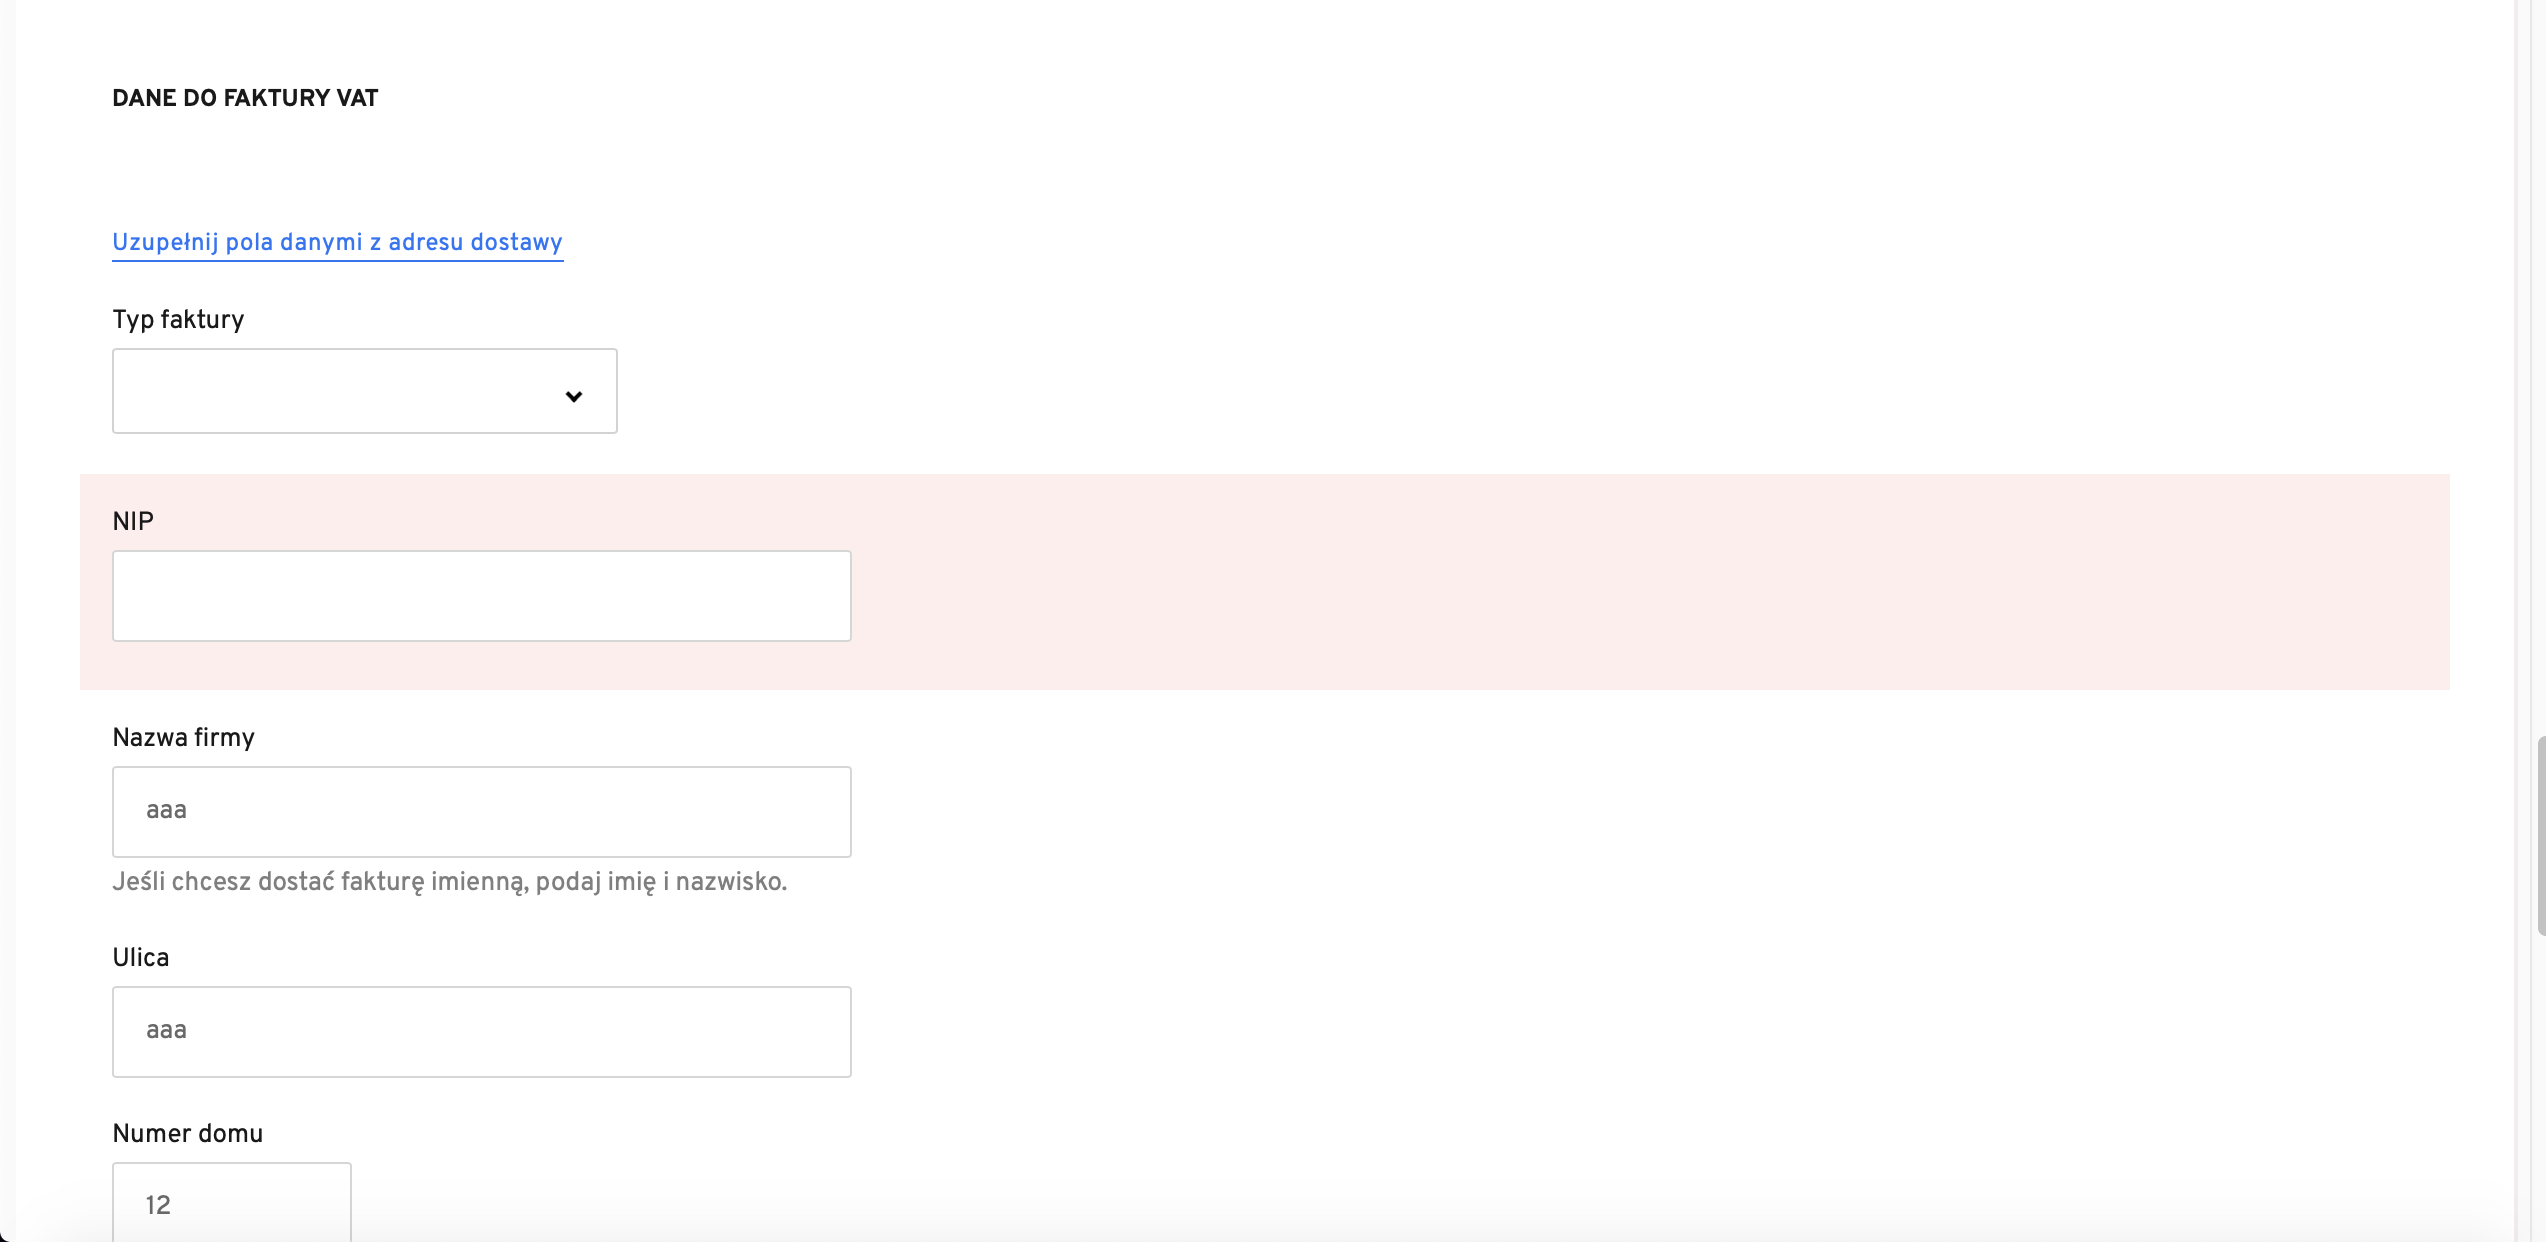 DANE DO FAKTURY VAT
Uzupełnij pola danymi z adresu dostawy
Typ faktury
NIP
Nazwa firmy
aaa
Jeśli chcesz dostać fakturę imienną, podaj imię i nazwisko.
Ulica
aaa
Numer domu
12